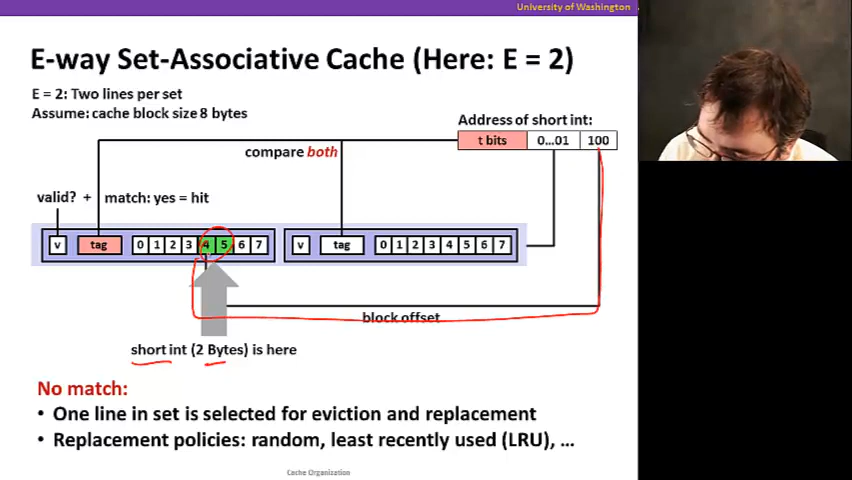 University of Washington
E-way Set-Associative Cache (Here: E = 2)
E = 2: Two lines per set
Assume: cache block size 8 bytes
Address of short int:
t bits 0…01 100
compare both
valid? + match: yes = hit
v tag 0 1 2 3 4 5 6 7 v tag 0 1 2 3 4 5 6 7
block offset
short int (2 Bytes) is here
No match:
• One line in set is selected for eviction and replacement
• Replacement policies: random, least recently used (LRU), …
Cache Organization